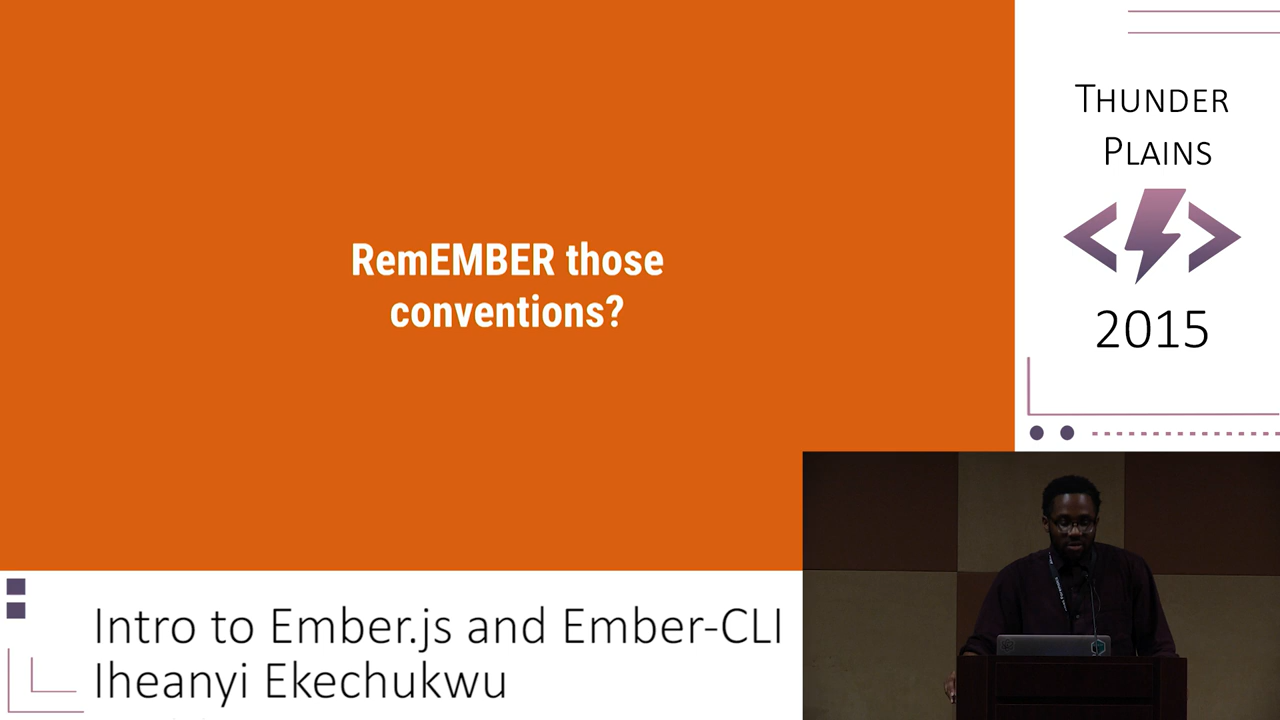 RemEMBER those
conventions?
THUNDER
PLAINS
2015
Intro to Ember.js and Ember-CLI
Iheanyi Ekechukwu